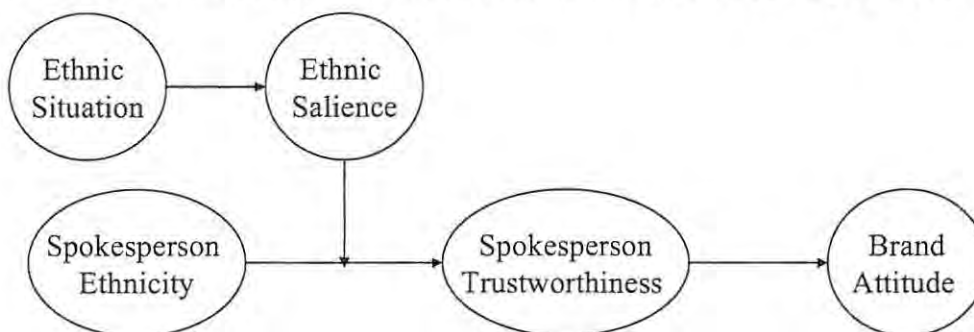 Ethnic
Situation
Ethnic
Salience
Spokesperson
Ethnicity
Spokesperson
Trustworthiness
Brand
Attitude